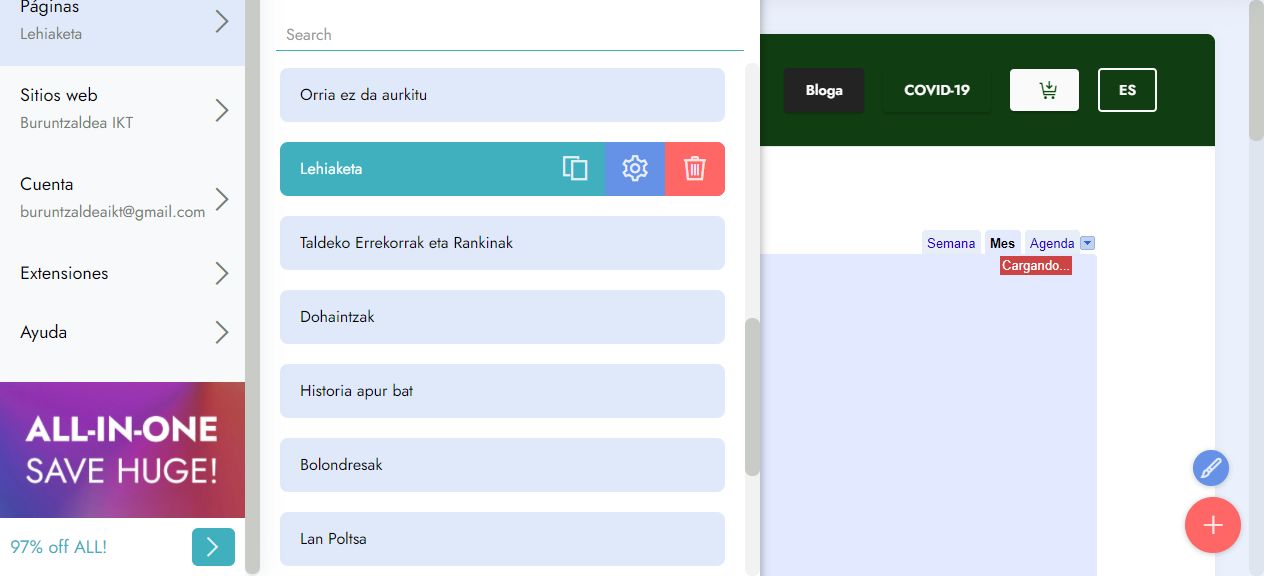 Páginas
Lehiaketa
Sitios web
Buruntzaldea IKT
Cuenta
buruntzaldeaikt@gmail.com
Extensiones
Ayuda
ALL-IN-ONE
SAVE HUGE!
97% off ALL!
Search
Orria ez da aurkitu
Lehiaketa
Taldeko Errekorrak eta Rankinak
Dohaintzak
Historia apur bat
Bolondresak
Lan Poltsa
Bloga
COVID-19
ES
Semana
Mes
Agenda
Cargando...